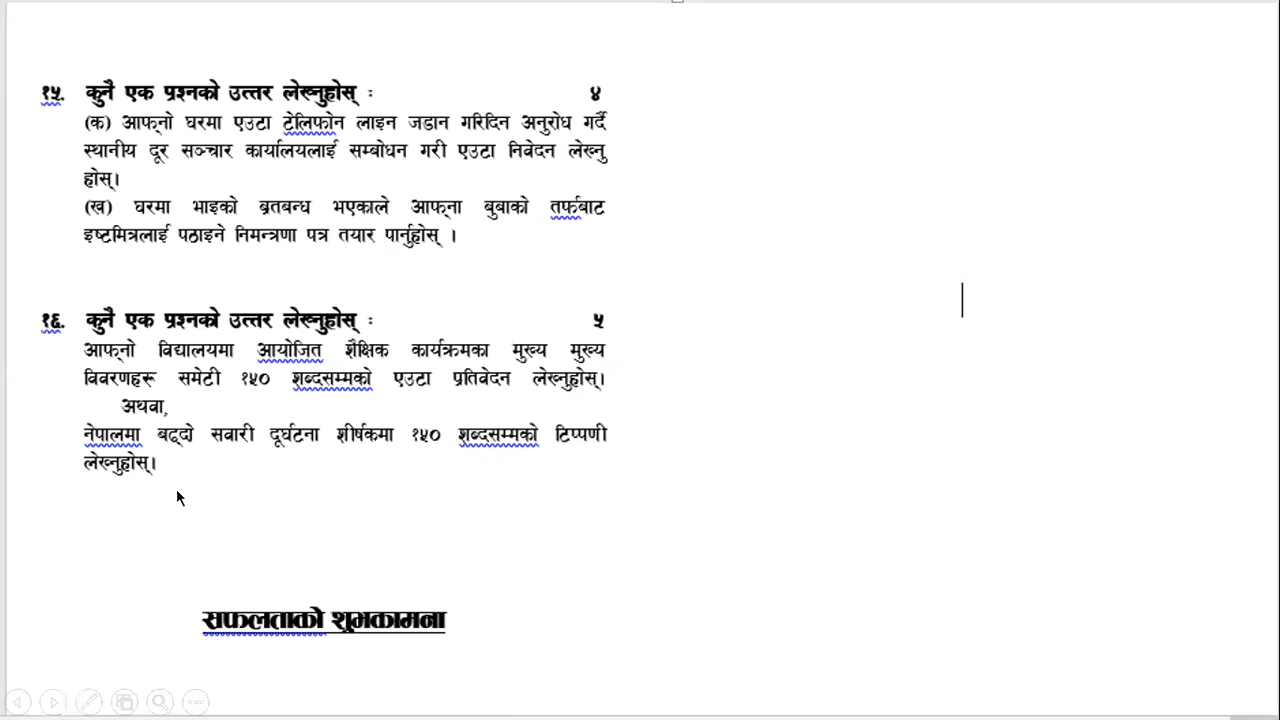 १५. कुनै एक प्रश्नको उत्तर लेख्नुहोस् : ४
(क) आफ्नो घरमा एउटा टेलिफोन लाइन जडान गरिदिन अनुरोध गर्दै
स्थानीय दूर सञ्चार कार्यालयलाई सम्बोधन गरी एउटा निवेदन लेख्नु
होस्।
(ख) घरमा भाइको ब्रतबन्ध भएकाले आफ्ना बुबाको तर्फबाट
इष्टमित्रलाई पठाइने निमन्त्रणा पत्र तयार पार्नुहोस् ।
१६. कुनै एक प्रश्नको उत्तर लेख्नुहोस् : ५
आफ्नो विद्यालयमा आयोजित शैक्षिक कार्यक्रमका मुख्य मुख्य
विवरणहरू समेटी १५० शब्दसम्मको एउटा प्रतिवेदन लेख्नुहोस्।
अथवा,
नेपालमा बढ्दो सवारी दूर्घटना शीर्षकमा १५० शब्दसम्मको टिप्पणी
लेख्नुहोस्।
सफलताको शुभकामना